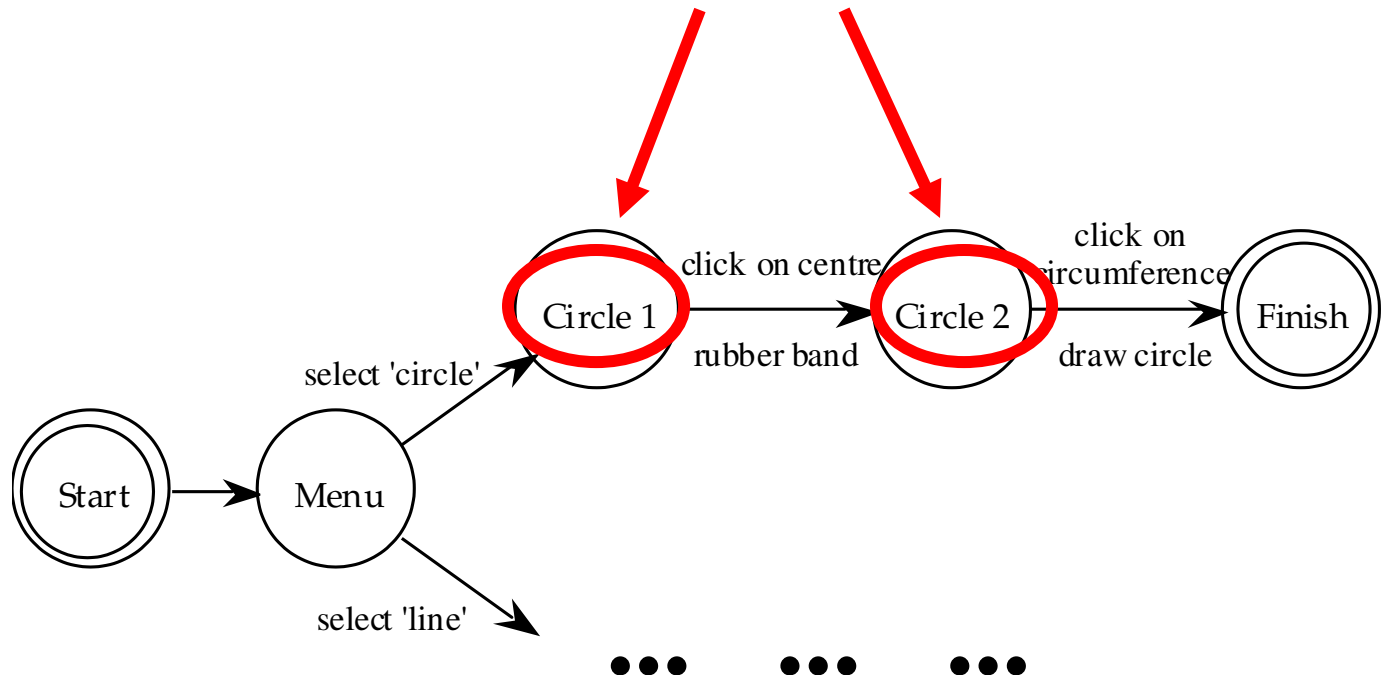 click on
click on centre
circumference
Circle 1
Circle 2
Finish
rubber band
draw circle
select 'circle'
Start
Menu
select 'line'